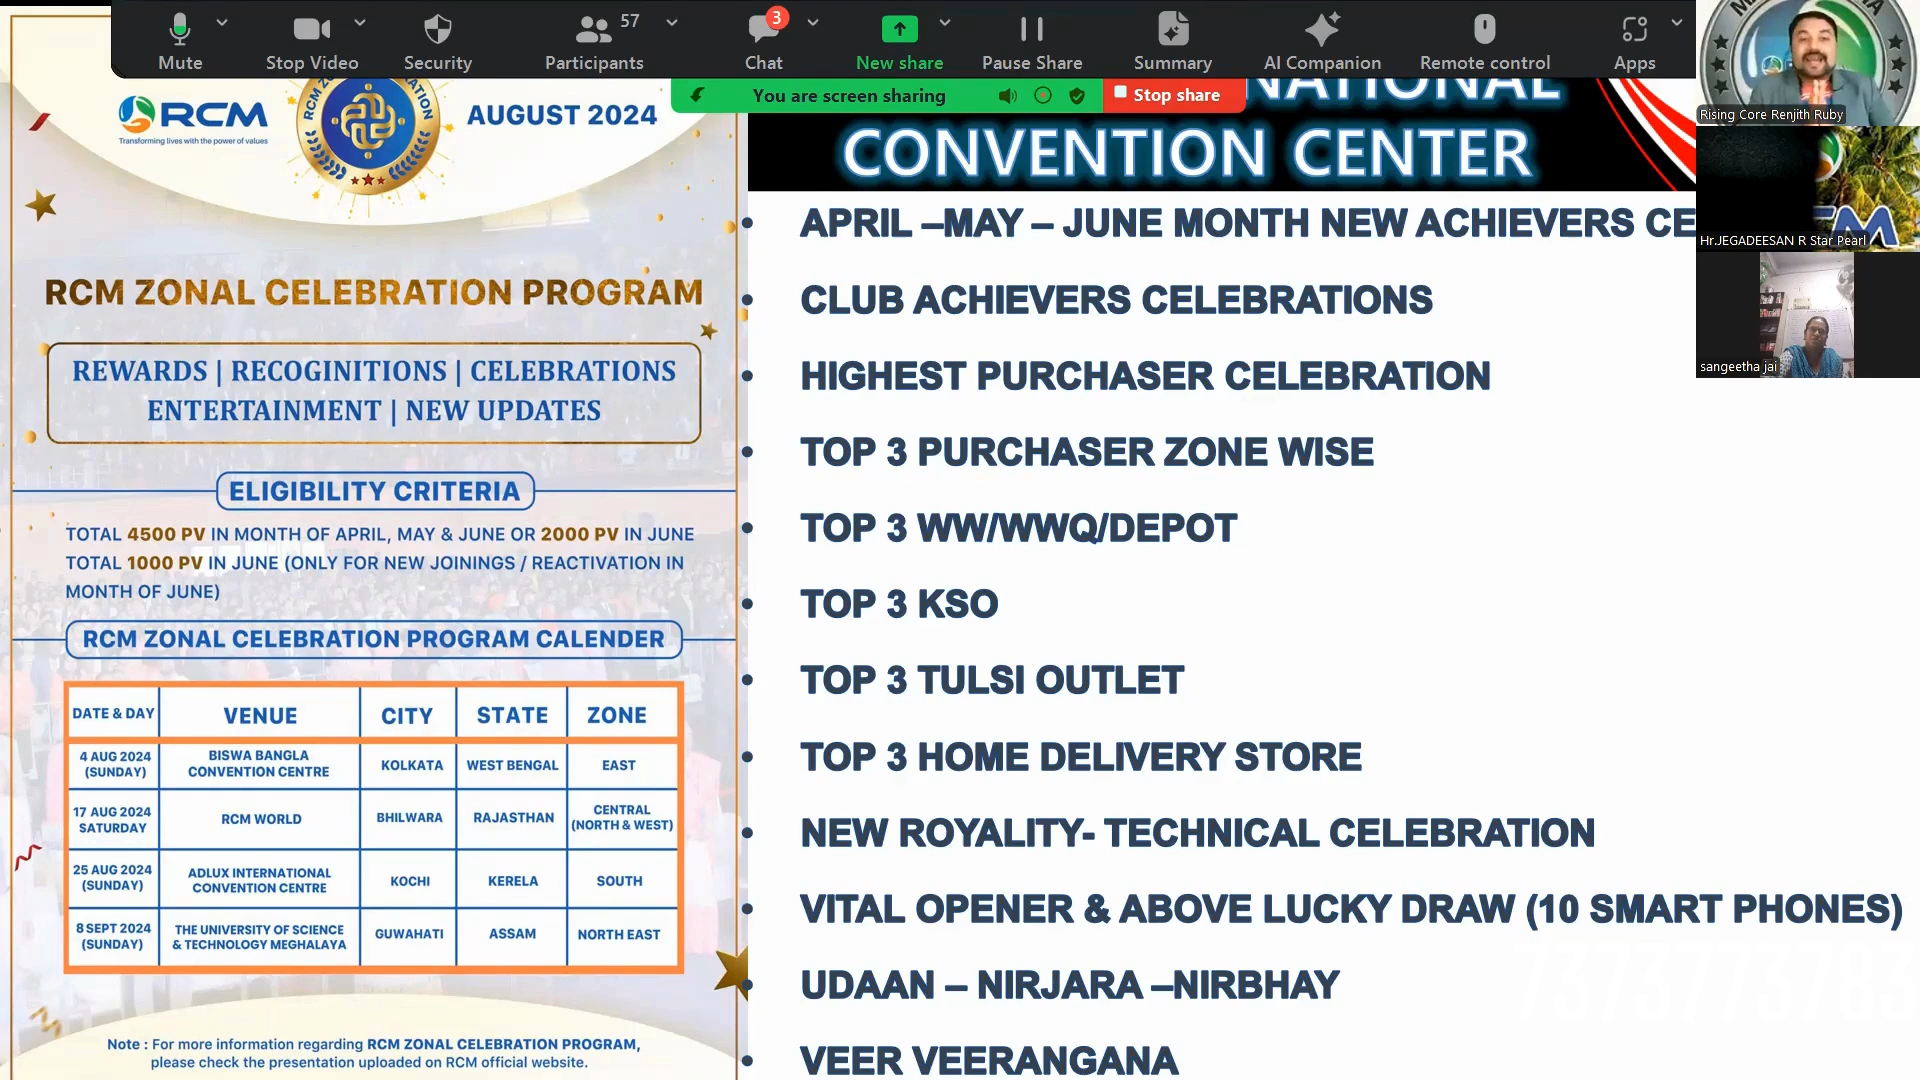 Mute
Stop Video
Security
Participants
57
Chat
3
New share
Pause Share
Summary
AI Companion
Remote control
Apps
You are screen sharing
Stop share
RCM
Transforming lives with the power of values
AUGUST 2024
RCM ZONAL CELEBRATION PROGRAM
REWARDS | RECOGINITIONS | CELEBRATIONS
ENTERTAINMENT | NEW UPDATES
ELIGIBILITY CRITERIA
TOTAL 4500 PV IN MONTH OF APRIL, MAY & JUNE OR 2000 PV IN JUNE
TOTAL 1000 PV IN JUNE (ONLY FOR NEW JOININGS / REACTIVATION IN
MONTH OF JUNE)
RCM ZONAL CELEBRATION PROGRAM CALENDER
DATE & DAY VENUE CITY STATE ZONE
4 AUG 2024 (SUNDAY) BISWA BANGLA CONVENTION CENTRE KOLKATA WEST BENGAL EAST
17 AUG 2024 SATURDAY RCM WORLD BHILWARA RAJASTHAN CENTRAL (NORTH & WEST)
25 AUG 2024 (SUNDAY) ADLUX INTERNATIONAL CONVENTION CENTRE KOCHI KERELA SOUTH
8 SEPT 2024 (SUNDAY) THE UNIVERSITY OF SCIENCE & TECHNOLOGY MEGHALAYA GUWAHATI ASSAM NORTH EAST
Note : For more information regarding RCM ZONAL CELEBRATION PROGRAM,
please check the presentation uploaded on RCM official website.
NATIONAL
CONVENTION CENTER
• APRIL –MAY – JUNE MONTH NEW ACHIEVERS CE
• CLUB ACHIEVERS CELEBRATIONS
• HIGHEST PURCHASER CELEBRATION
• TOP 3 PURCHASER ZONE WISE
• TOP 3 WW/WWQ/DEPOT
• TOP 3 KSO
• TOP 3 TULSI OUTLET
• TOP 3 HOME DELIVERY STORE
• NEW ROYALITY- TECHNICAL CELEBRATION
• VITAL OPENER & ABOVE LUCKY DRAW (10 SMART PHONES)
• UDAAN – NIRJARA –NIRBHAY
• VEER VEERANGANA
7373773783
Rising Core Renjith Ruby
Hr.JEGADEESAN R Star Pearl
sangeetha jai